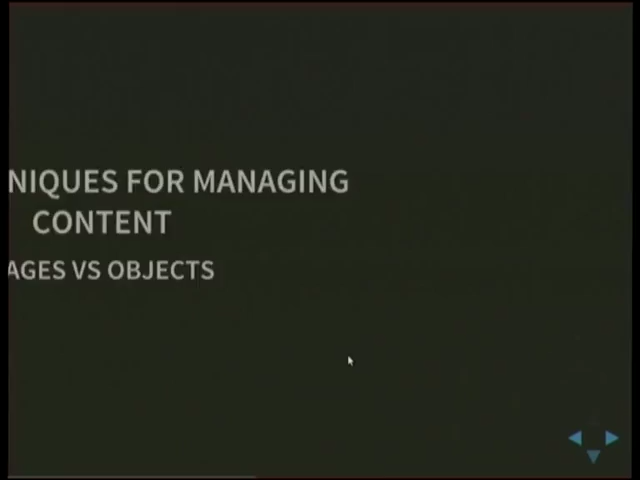 NIQUES FOR MANAGING
CONTENT
AGES VS OBJECTS